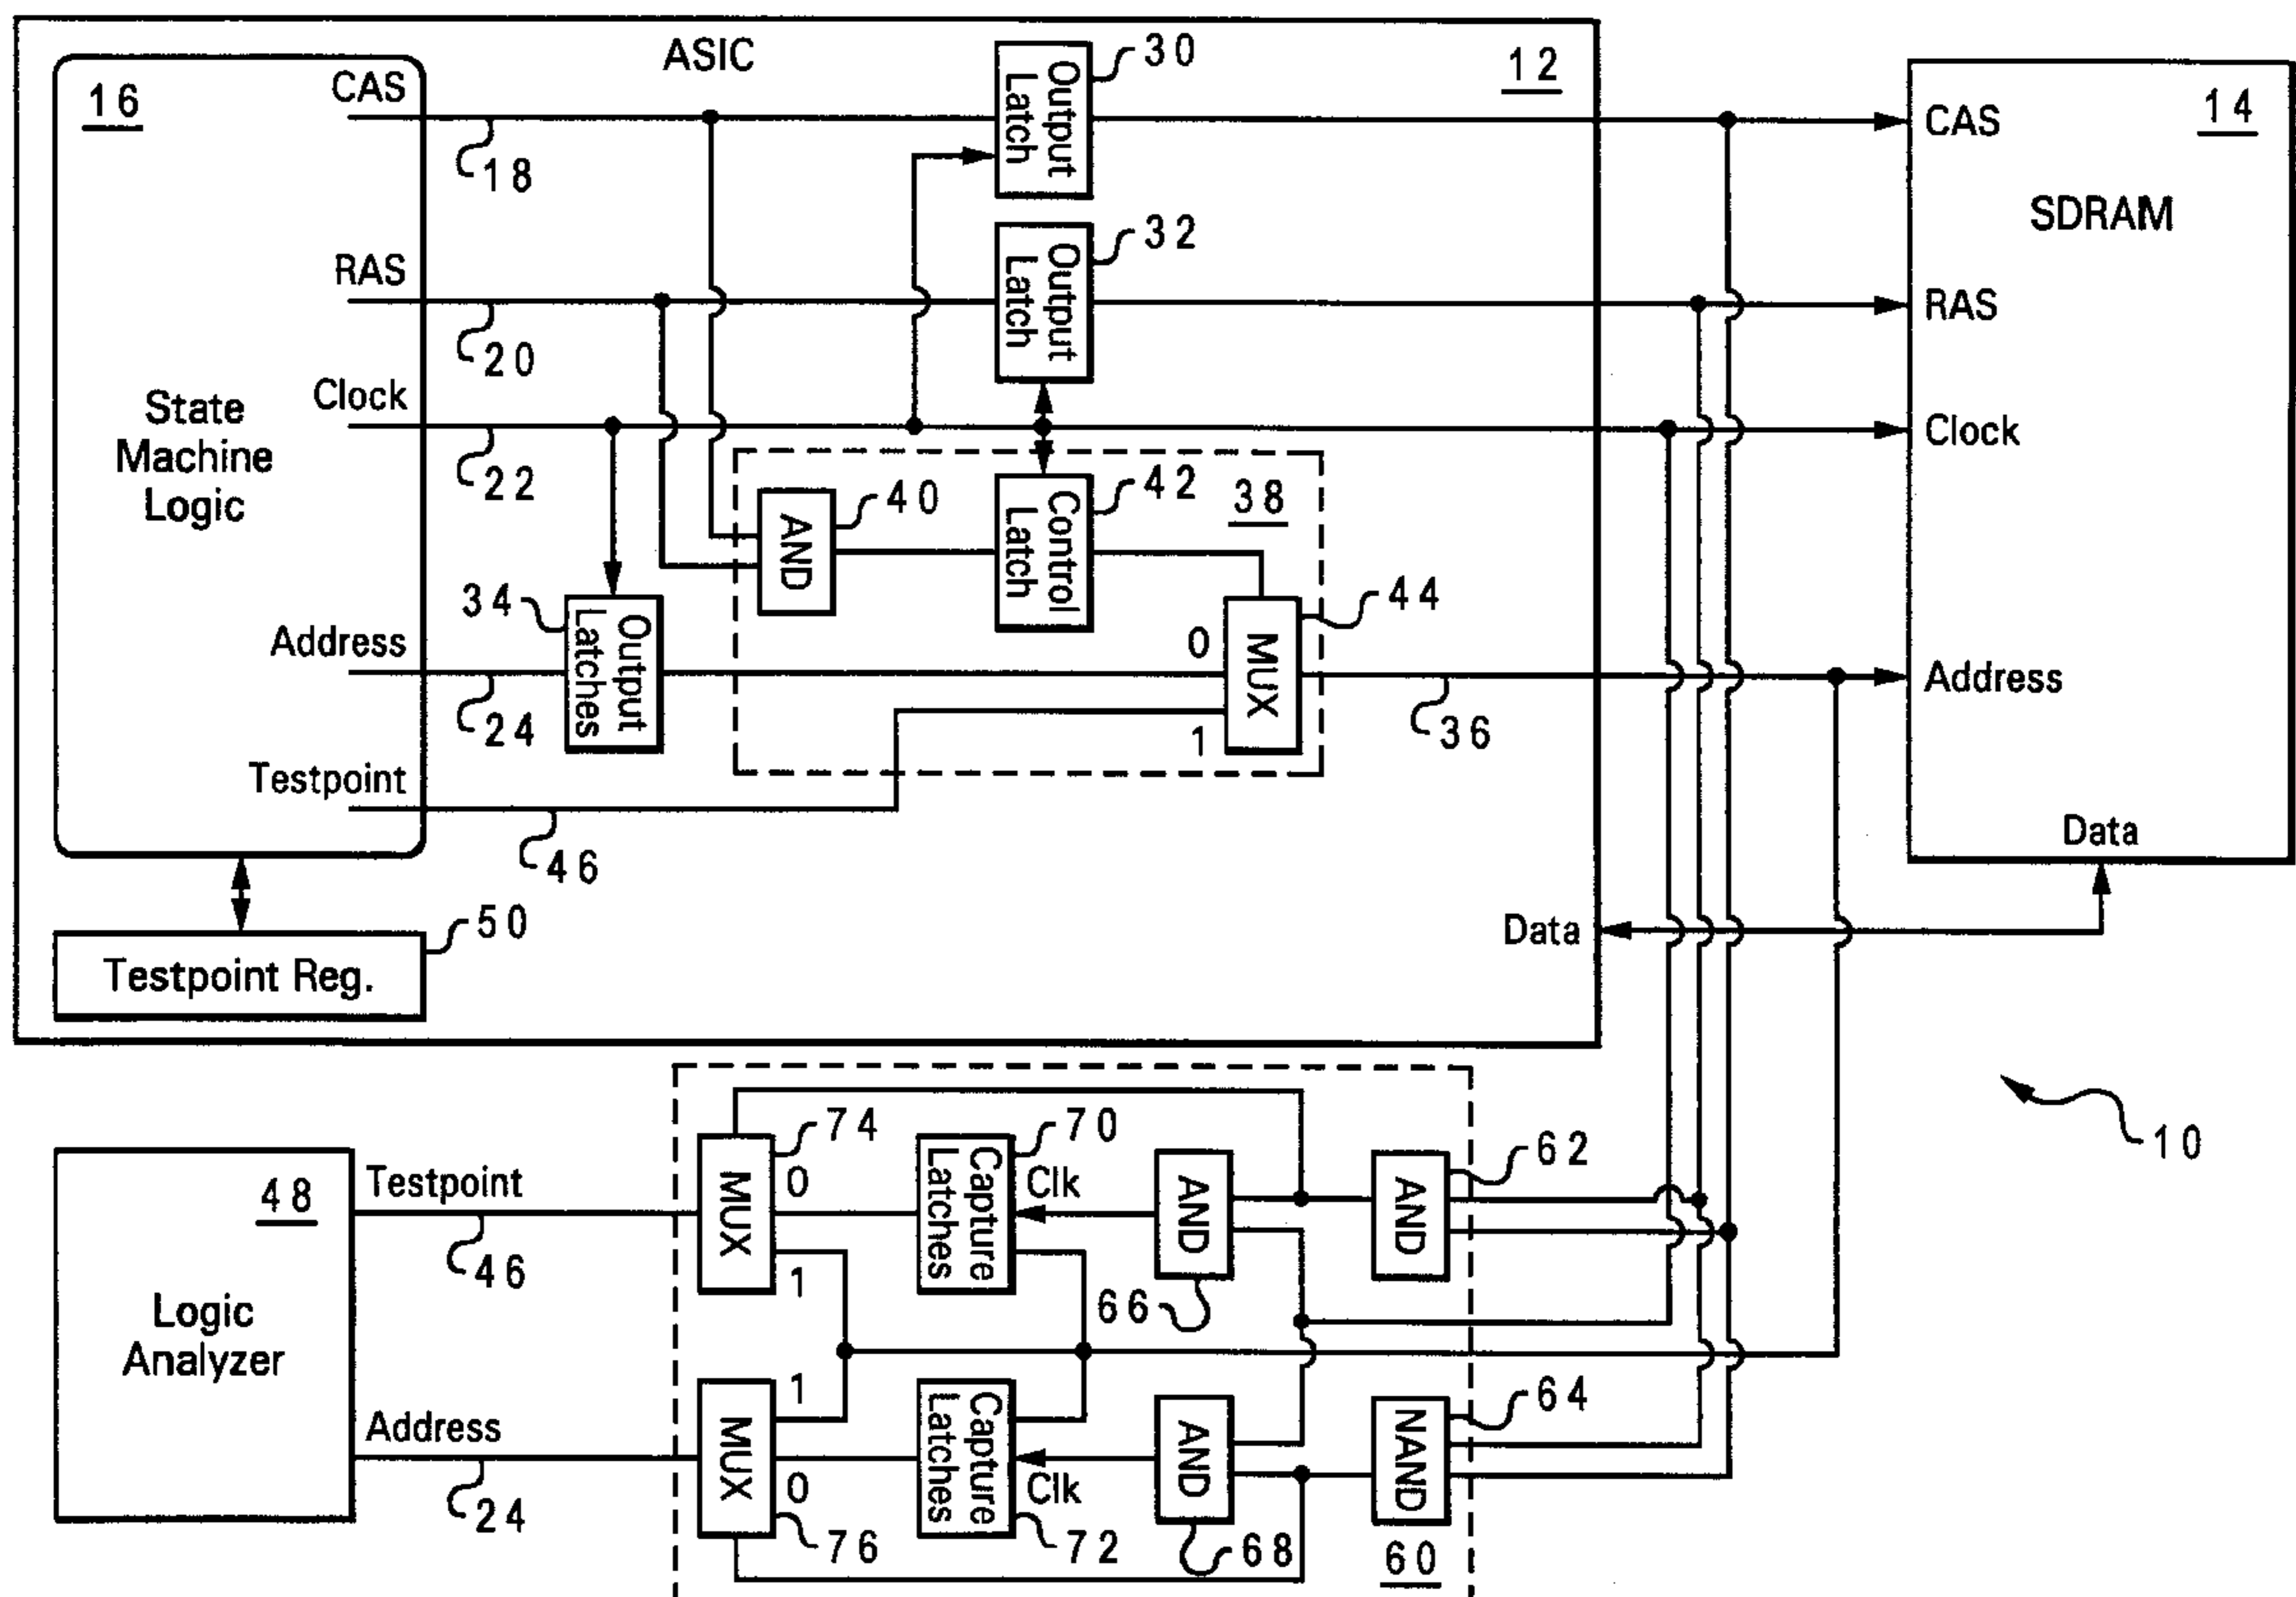 ASIC
12
30
Output
Latch
14
16
CAS
18
CAS
SDRAM
32
Output
Latch
RAS
20
RAS
Clock
22
Clock
State
Machine
Logic
40
AND
42
Control
Latch
38
34
Output
Latches
44
0
MUX
1
36
Address
24
Address
Testpoint
46
Data
Data
50
Testpoint Reg.
10
48
Logic
Analyzer
Testpoint
46
74
MUX
0
1
70
Capture
Latches
Clk
AND
66
62
AND
Address
24
1
MUX
0
76
Capture
Latches
Clk
72
AND
68
64
NAND
60